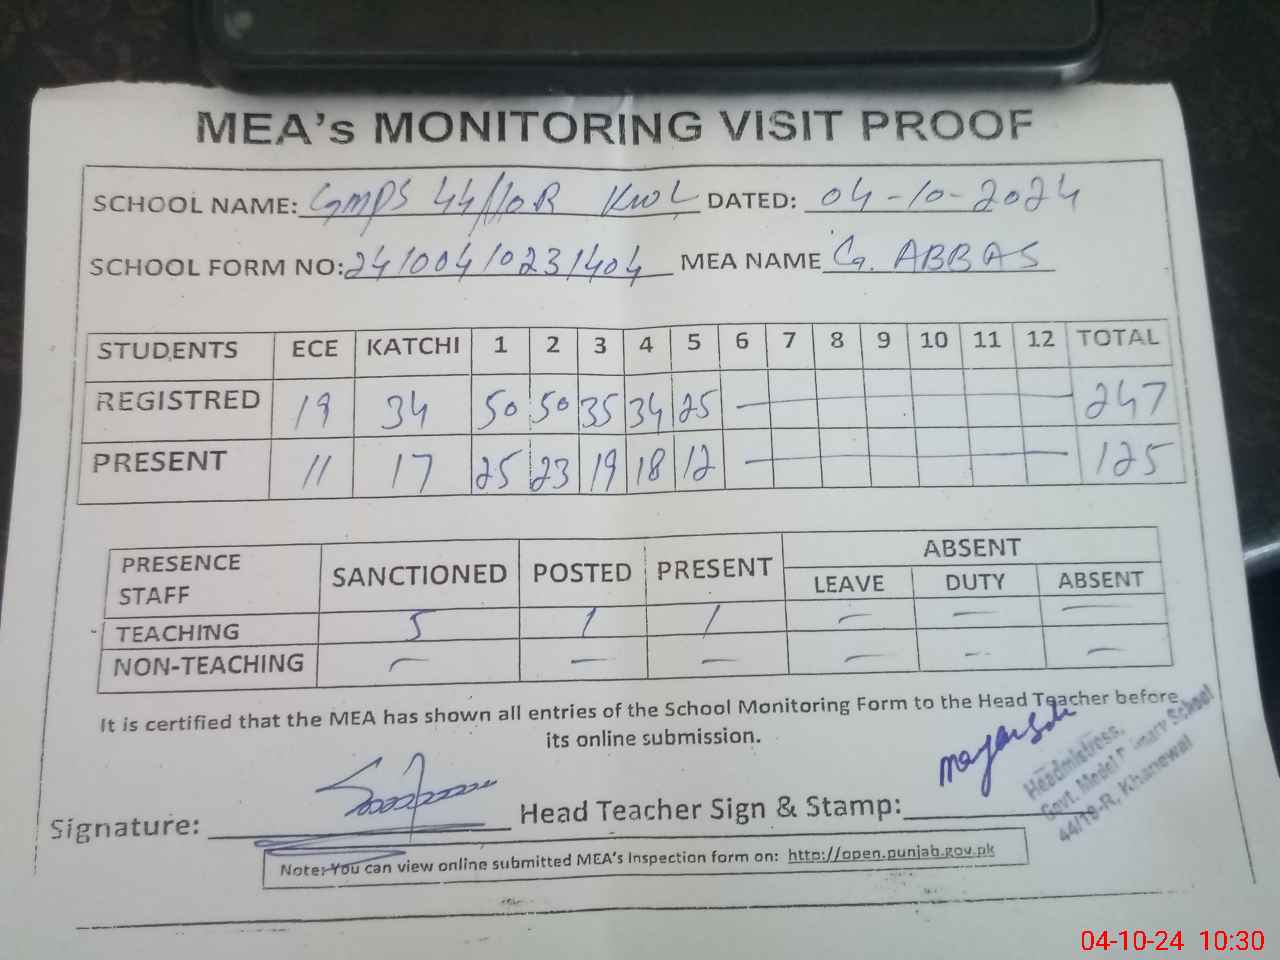 MEA's MONITORING VISIT PROOF
SCHOOL NAME: GMPS 44/10R KWL DATED: 04-10-2024
SCHOOL FORM NO: 24100410231404 MEA NAME G. ABBAS
STUDENTS ECE KATCHI 1 2 3 4 5 6 7 8 9 10 11 12 TOTAL
REGISTRED 19 34 50 50 35 34 25 — 247
PRESENT 11 17 25 23 19 18 12 — 125
PRESENCE STAFF SANCTIONED POSTED PRESENT ABSENT
LEAVE DUTY ABSENT
TEACHING 5 1 1 — — —
NON-TEACHING — — — — — —
It is certified that the MEA has shown all entries of the School Monitoring Form to the Head Teacher before
its online submission.
Signature: Head Teacher Sign & Stamp:
Headmistress,
Govt. Model Primary School
44/10-R, Khanewal
Note: You can view online submitted MEA's Inspection form on: http://open.punjab.gov.pk
04-10-24 10:30